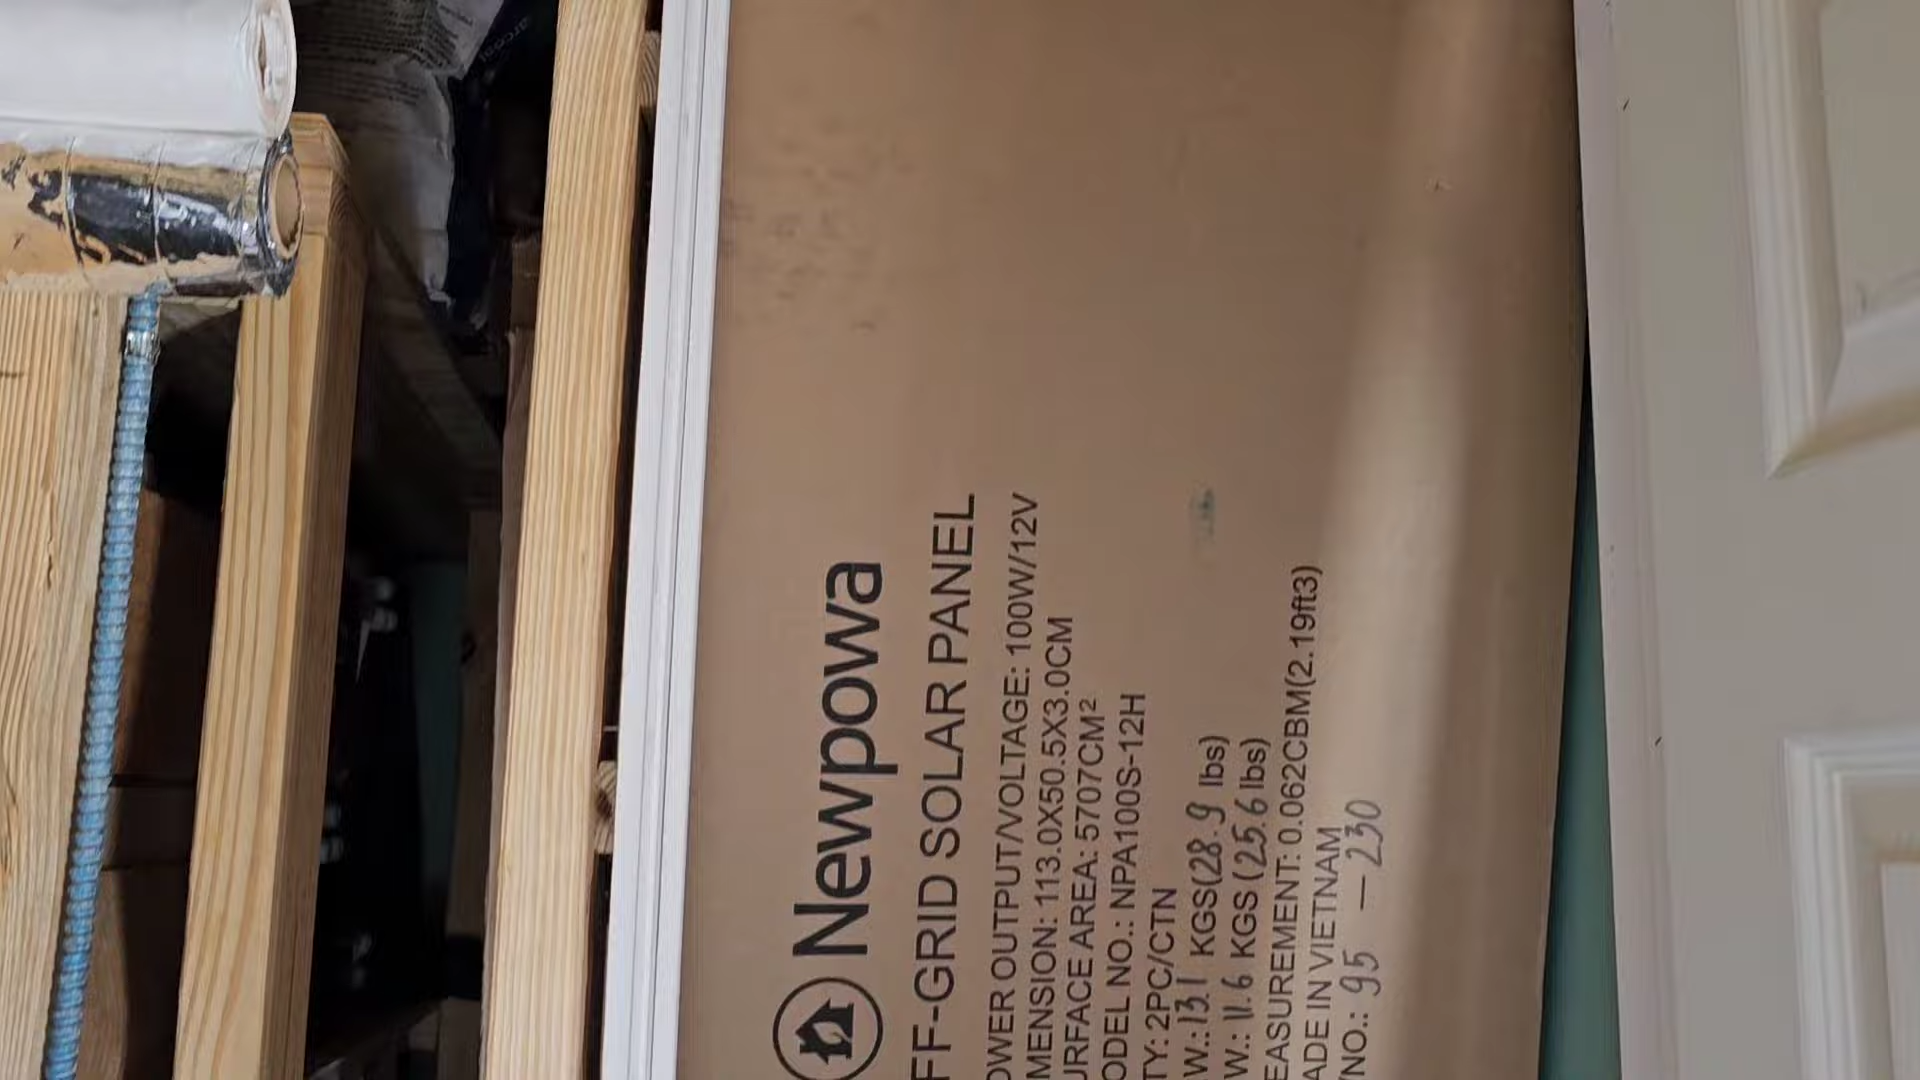 Newpowa
FF-GRID SOLAR PANEL
OWER OUTPUT/VOLTAGE: 100W/12V
MENSION: 113.0X50.5X3.0CM
URFACE AREA: 5707CM²
ODEL NO.: NPA100S-12H
TY: 2PC/CTN
W.: 13.1 KGS(28.9 lbs)
W.: 11.6 KGS(25.6 lbs)
EASUREMENT: 0.062CBM(2.19ft3)
ADE IN VIETNAM
/NO.: 95 — 230